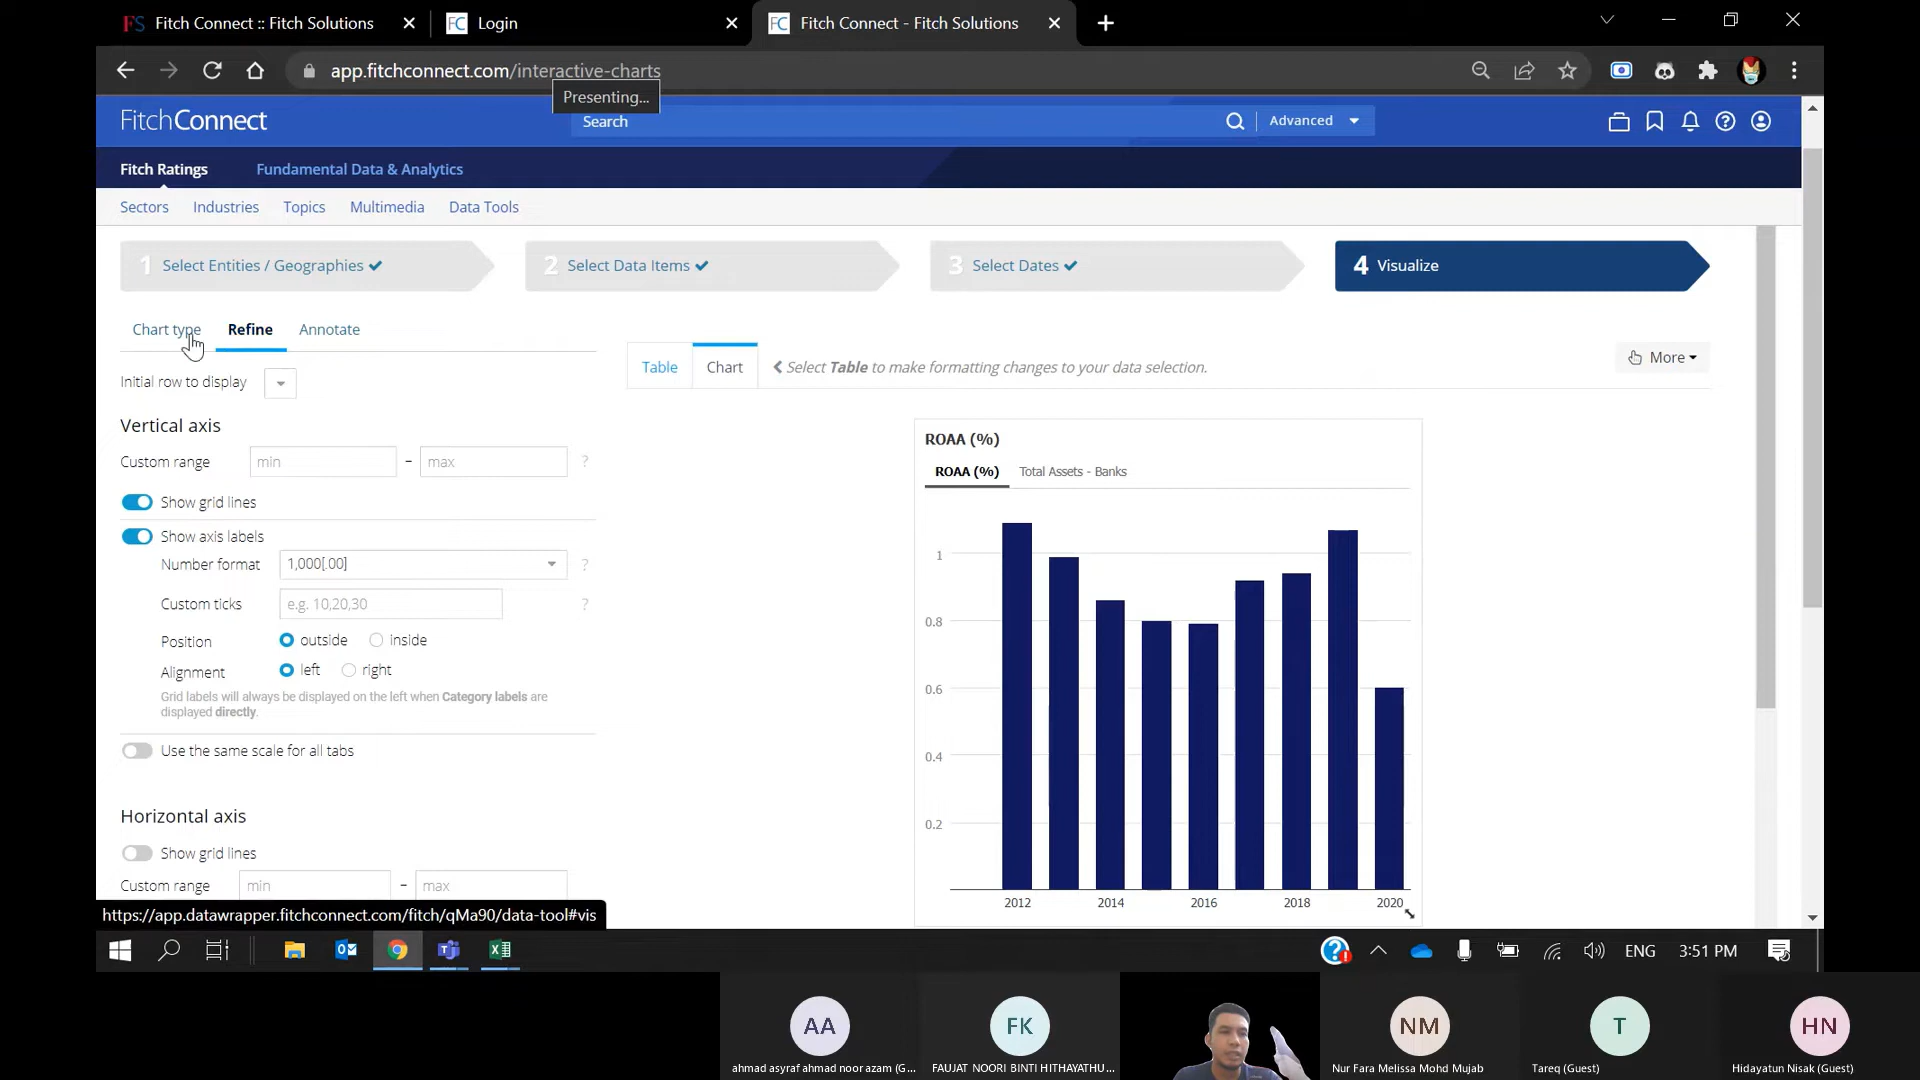 FS Fitch Connect :: Fitch Solutions
FC Login
FC Fitch Connect - Fitch Solutions
app.fitchconnect.com/interactive-charts
Presenting...
FitchConnect
Search
Advanced
Fitch Ratings
Fundamental Data & Analytics
Sectors
Industries
Topics
Multimedia
Data Tools
1 Select Entities / Geographies
2 Select Data Items
3 Select Dates
4 Visualize
Chart type
Refine
Annotate
Initial row to display
Vertical axis
Custom range
min
-
max
?
Show grid lines
Show axis labels
Number format
1,000[.00]
?
Custom ticks
e.g. 10,20,30
?
Position
outside
inside
Alignment
left
right
Grid labels will always be displayed on the left when Category labels are
displayed directly.
Use the same scale for all tabs
Horizontal axis
Show grid lines
Custom range
min
-
max
Table
Chart
Select Table to make formatting changes to your data selection.
More
ROAA (%)
ROAA (%)
Total Assets - Banks
1
0.8
0.6
0.4
0.2
2012
2014
2016
2018
2020
https://app.datawrapper.fitchconnect.com/fitch/qMa90/data-tool#vis
ENG
3:51 PM
AA
FK
NM
T
HN
ahmad asyraf ahmad noor azam (G...
FAUJAT NOORI BINTI HITHAYATHU...
Nur Fara Melissa Mohd Mujab
Tareq (Guest)
Hidayatun Nisak (Guest)